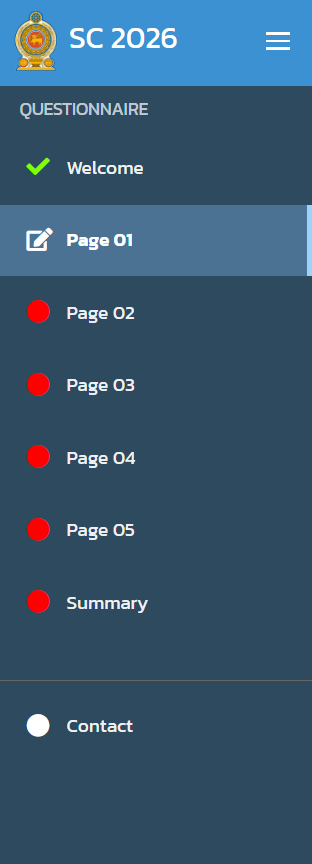 SC 2026
QUESTIONNAIRE
Welcome
Page 01
Page 02
Page 03
Page 04
Page 05
Summary
Contact